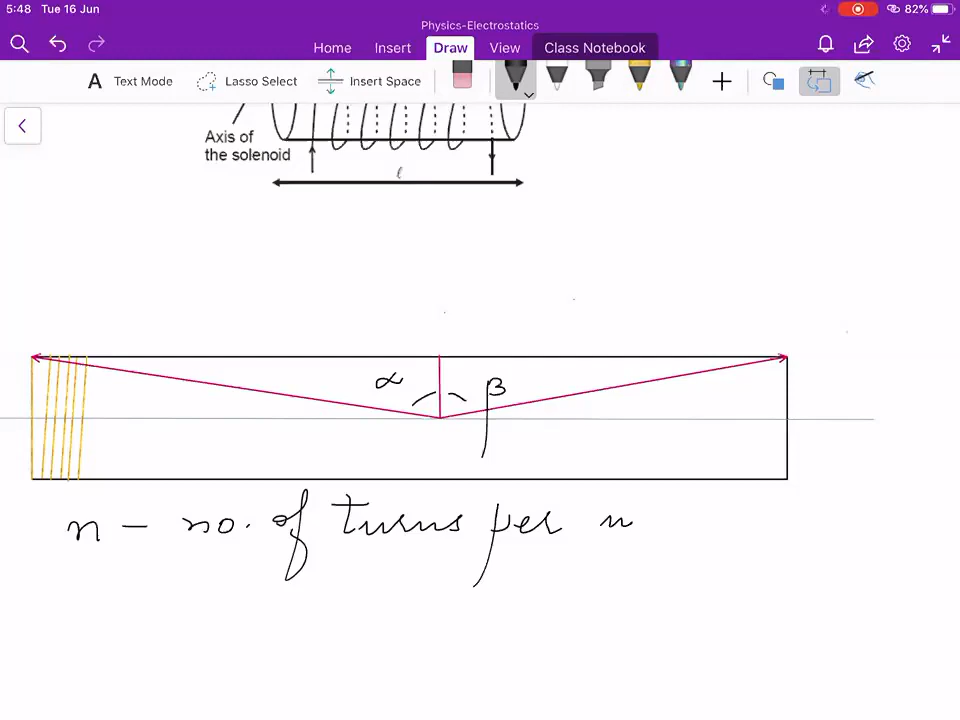 5:48 Tue 16 Jun 82%
Physics-Electrostatics
Home Insert Draw View Class Notebook
A Text Mode Lasso Select Insert Space
Axis of
the solenoid
ℓ
α β
n - no. of turns per